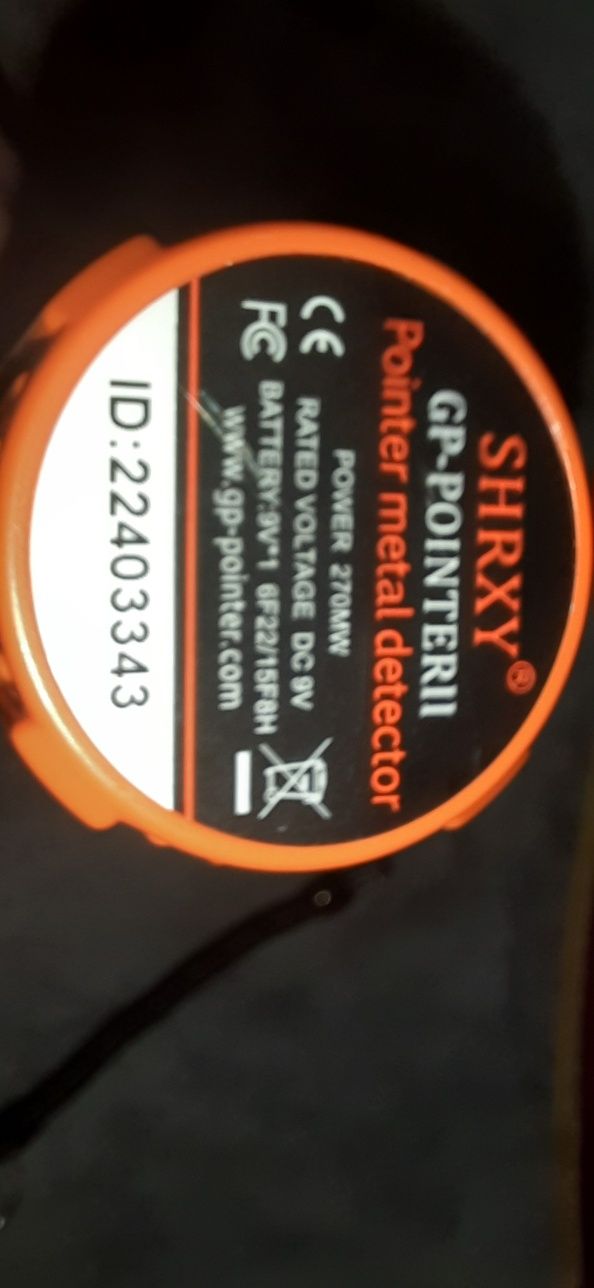 SHRXY®
GP-POINTERII
Pointer metal detector
POWER 270MW
CE RATED VOLTAGE DC 9V
FC BATTERY:9V*1 6F22/15F8H
www.gp-pointer.com
ID:22403343